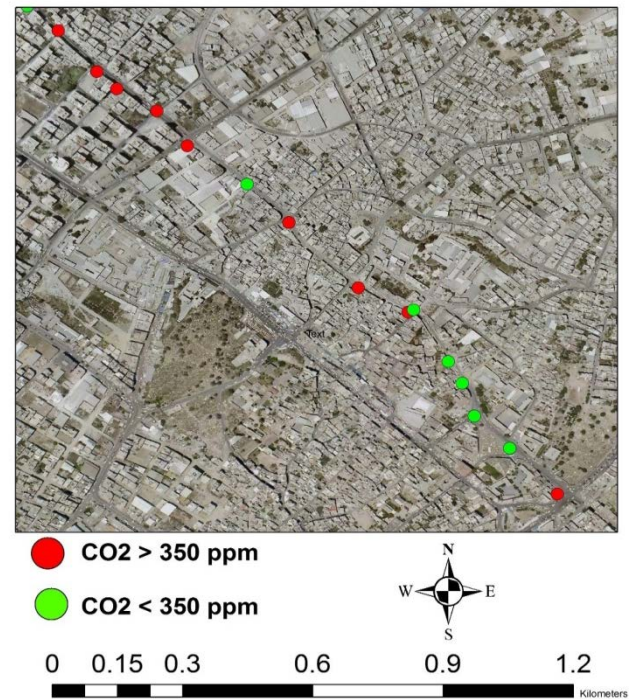 Text
CO2 > 350 ppm
CO2 < 350 ppm
N
W E
S
0 0.15 0.3 0.6 0.9 1.2
Kilometers